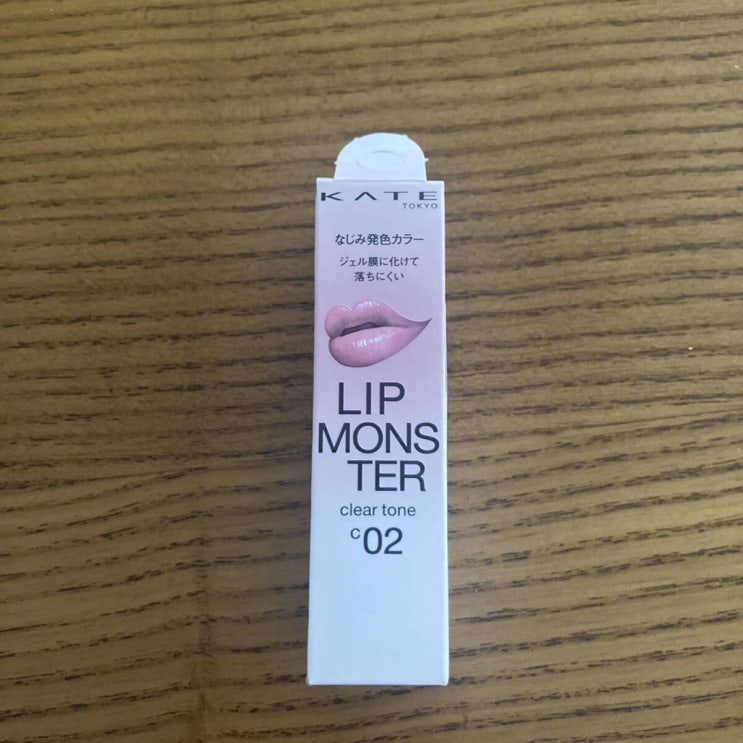 KATE
TOKYO
なじみ発色カラー
ジェル膜に化けて
落ちにくい
LIP
MONS
TER
clear tone
c02